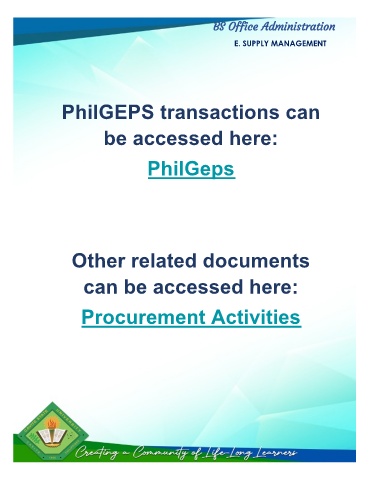 BS Office Administration
E. SUPPLY MANAGEMENT
PhilGEPS transactions can
be accessed here:
PhilGeps
Other related documents
can be accessed here:
Procurement Activities
Creating a Community of Life-Long Learners